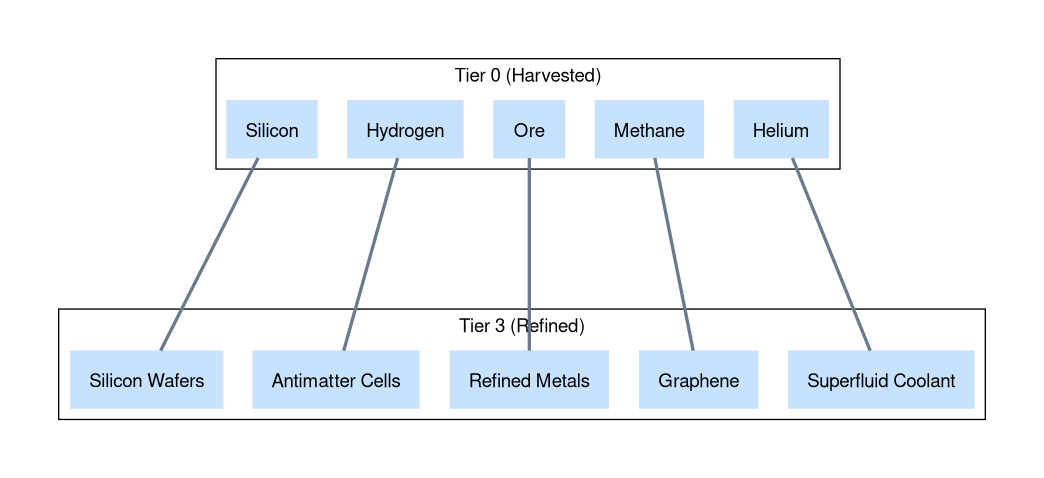 Tier 0 (Harvested)
Silicon
Hydrogen
Ore
Methane
Helium
Tier 3 (Refined)
Silicon Wafers
Antimatter Cells
Refined Metals
Graphene
Superfluid Coolant